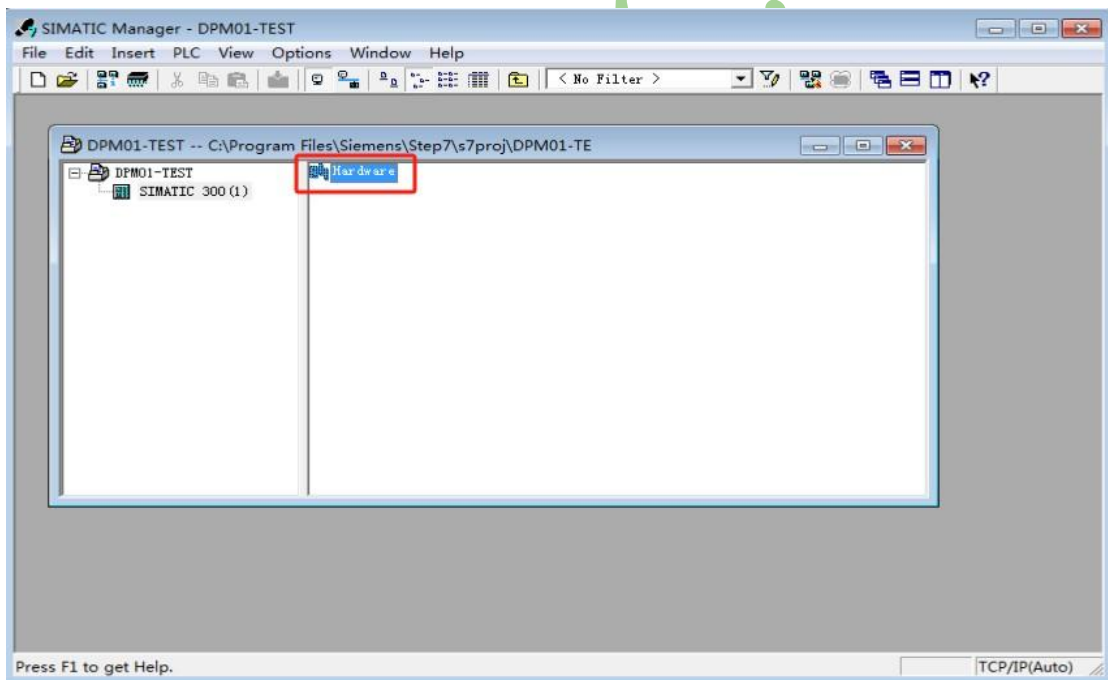 SIMATIC Manager - DPM01-TEST
File Edit Insert PLC View Options Window Help
< No Filter >
DPM01-TEST -- C:\Program Files\Siemens\Step7\s7proj\DPM01-TE
DPM01-TEST
SIMATIC 300(1)
Hardware
Press F1 to get Help.
TCP/IP(Auto)